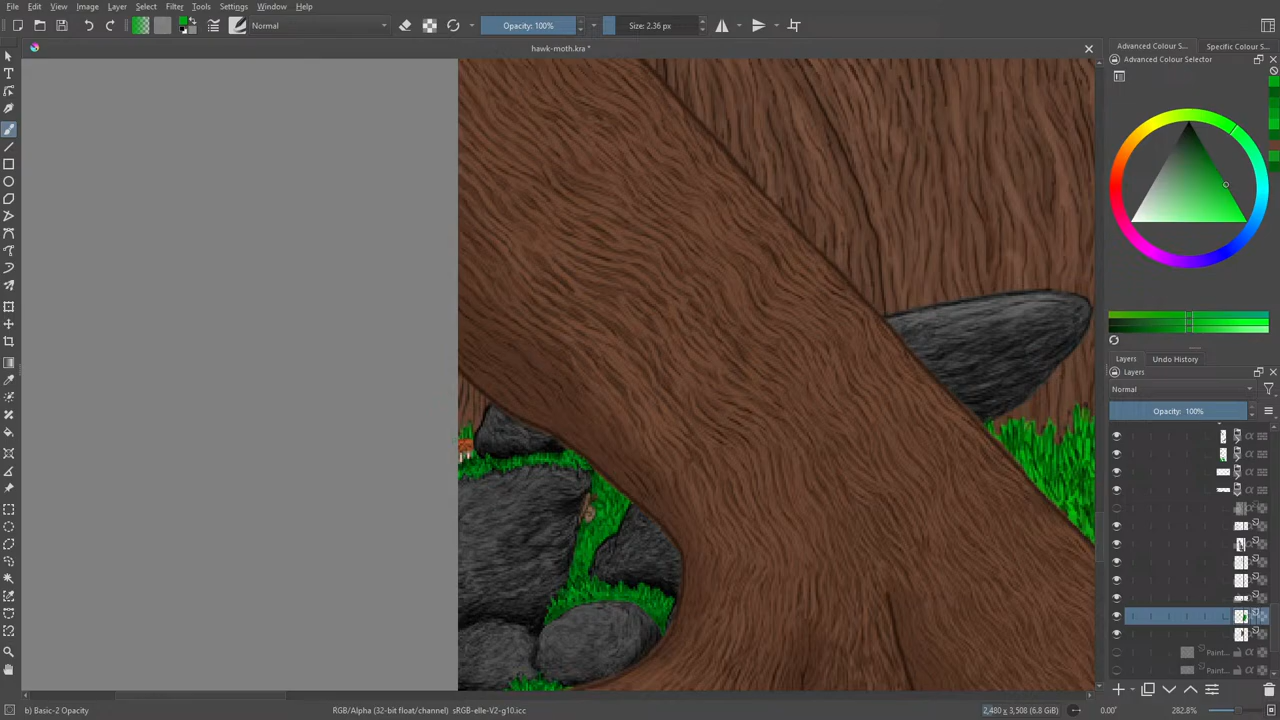 File Edit View Image Layer Select Filter Tools Settings Window Help
Normal
Opacity: 100%
Size: 2.36 px
hawk-moth.kra *
Advanced Colour S...
Specific Colour S...
Advanced Colour Selector
Layers
Undo History
Layers
Normal
Opacity: 100%
Paint...
Paint...
b) Basic-2 Opacity
RGB/Alpha (32-bit float/channel) sRGB-elle-V2-g10.icc
2,480 x 3,508 (6.8 GiB)
0.00°
282.8%